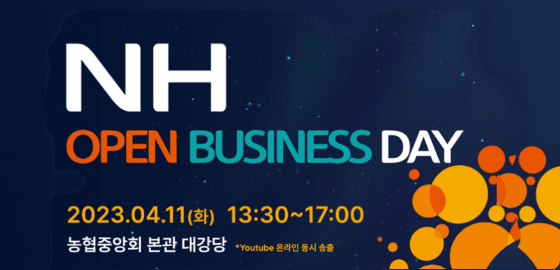 NH
OPEN BUSINESS DAY
2023.04.11(화) 13:30~17:00
농협중앙회 본관 대강당 *Youtube 온라인 동시 송출